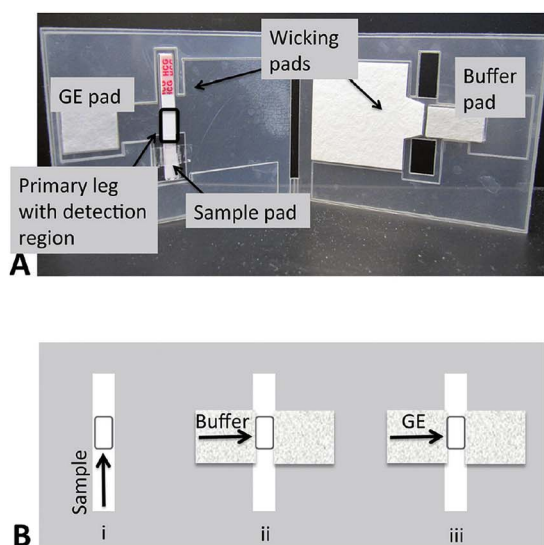 Wicking
pads
GE pad
Buffer
pad
Primary leg
with detection
region
Sample pad
A
Sample
Buffer
GE
i
ii
iii
B